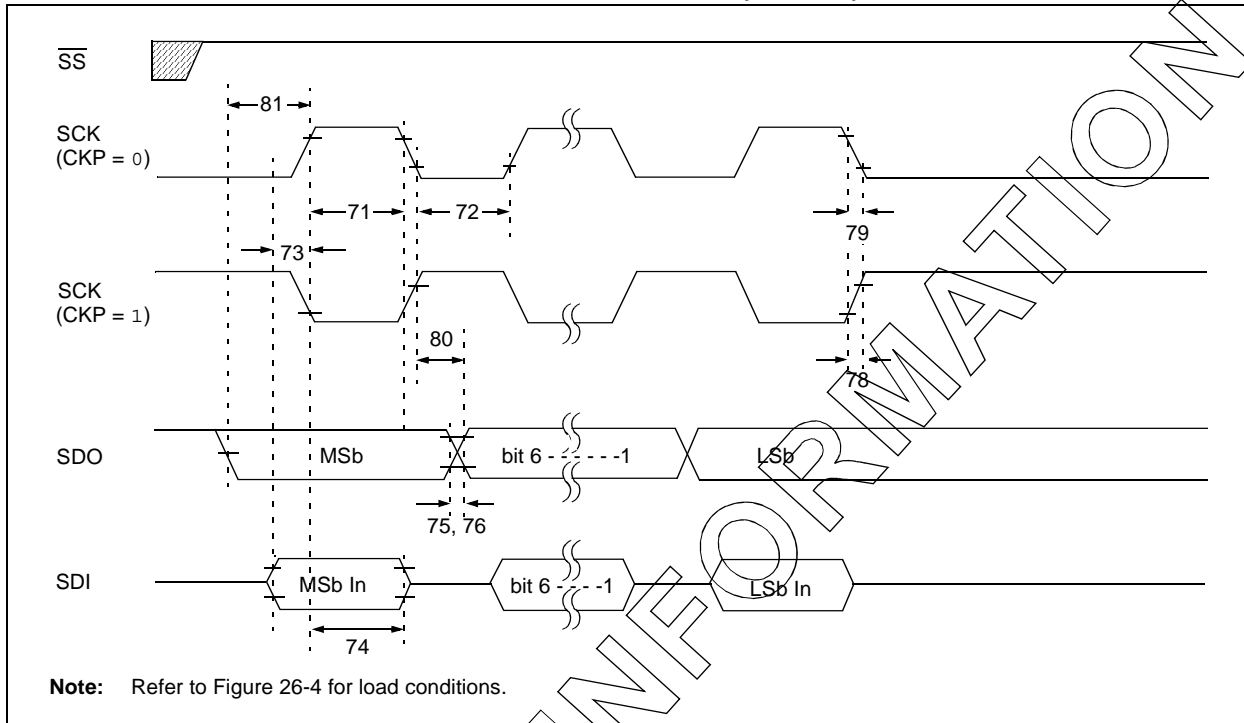 SS
81
SCK
(CKP = 0)
71
72
73
79
SCK
(CKP = 1)
80
78
SDO
MSb
bit 6 - - - - - -1
LSb
75, 76
SDI
MSb In
bit 6 - - - - -1
LSb In
74
Note: Refer to Figure 26-4 for load conditions.
INFORMATION